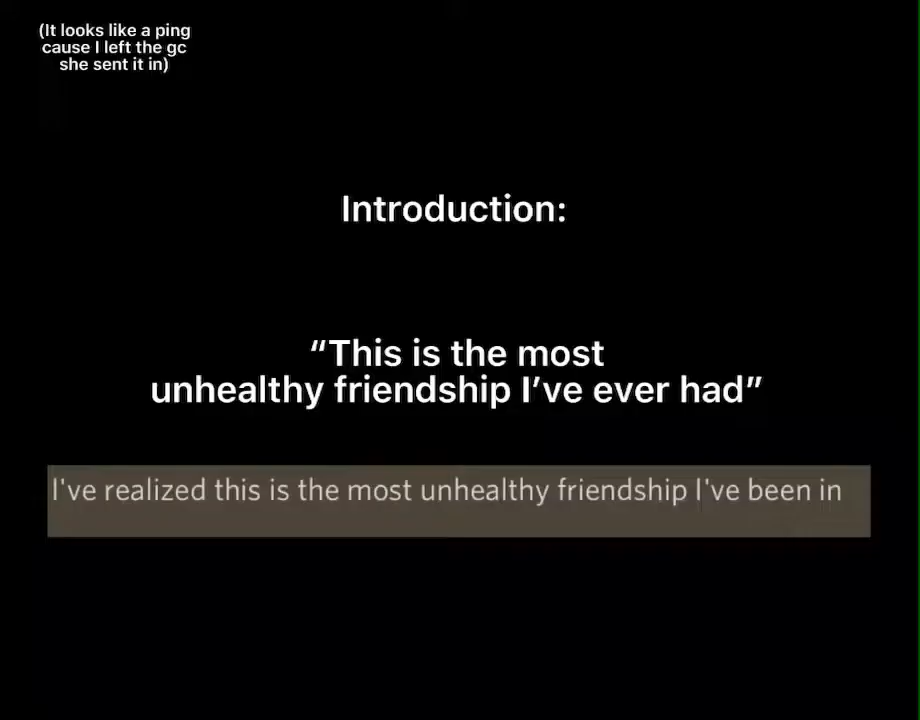 (It looks like a ping
cause I left the gc
she sent it in)
Introduction:
“This is the most
unhealthy friendship I’ve ever had”
I've realized this is the most unhealthy friendship I've been in